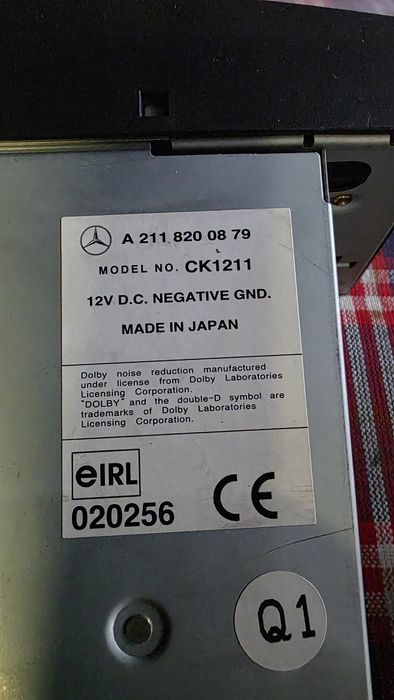 A 211 820 08 79
MODEL NO. CK1211
12V D.C. NEGATIVE GND.
MADE IN JAPAN
Dolby noise reduction manufactured
under license from Dolby Laboratories
Licensing Corporation.
"DOLBY" and the double-D symbol are
trademarks of Dolby Laboratories
Licensing Corporation.
eIRL
020256
CE
Q1